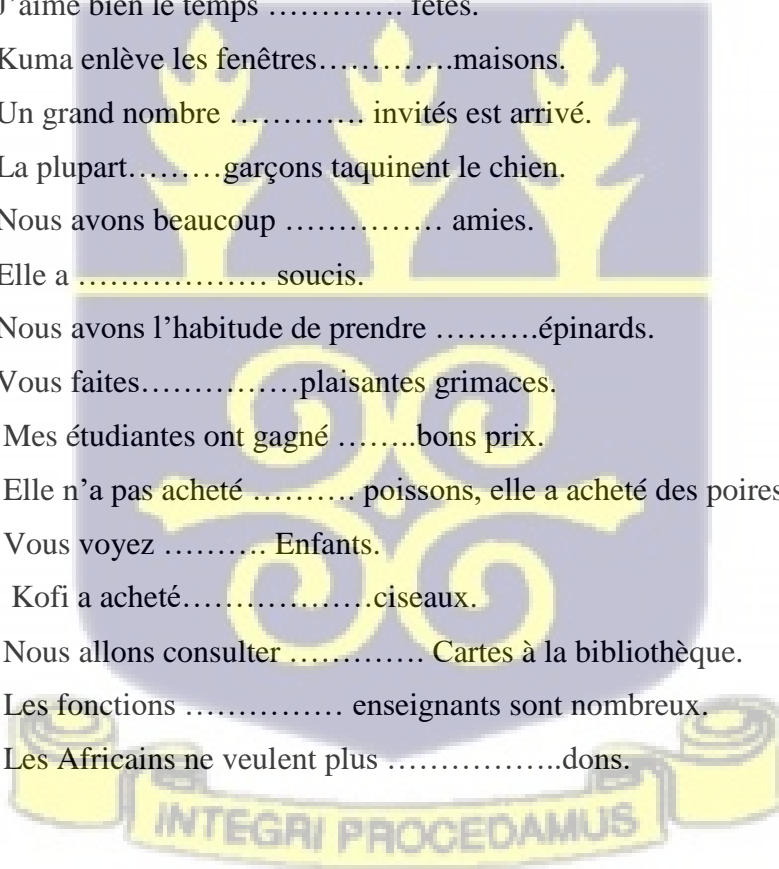 J'aime bien le temps …………. fêtes.
Kuma enlève les fenêtres………….maisons.
Un grand nombre …………. invités est arrivé.
La plupart………garçons taquinent le chien.
Nous avons beaucoup …………… amies.
Elle a ……………… soucis.
Nous avons l'habitude de prendre ……….épinards.
Vous faites……………plaisantes grimaces.
Mes étudiantes ont gagné ……..bons prix.
Elle n'a pas acheté ………. poissons, elle a acheté des poires
Vous voyez ………. Enfants.
Kofi a acheté………………ciseaux.
Nous allons consulter …………. Cartes à la bibliothèque.
Les fonctions …………… enseignants sont nombreux.
Les Africains ne veulent plus ……………..dons.
INTEGRI PROCEDAMUS